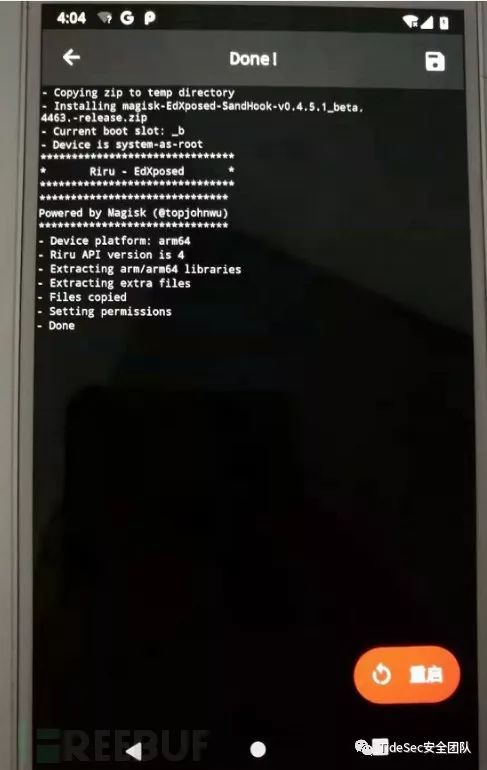 4:04 G P
Done!
- Copying zip to temp directory
- Installing magisk-EdXposed-SandHook-v0.4.5.1_beta.
4463.-release.zip
- Current boot slot: _b
- Device is system-as-root
******************************
* Riru - EdXposed *
******************************
******************************
Powered by Magisk (@topjohnwu)
******************************
- Device platform: arm64
- Riru API version is 4
- Extracting arm/arm64 libraries
- Extracting extra files
- Files copied
- Setting permissions
- Done
重启
FREEBUF
TideSec安全团队